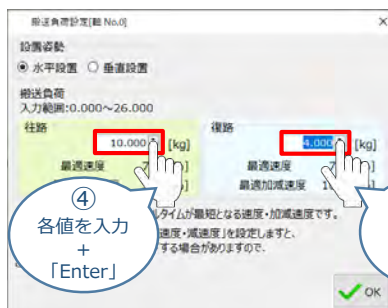 搬送負荷設定[軸 No.0]
設置姿勢
水平設置 垂直設置
搬送負荷
入力範囲:0.000~26.000
往路 復路
10.000 [kg] 4.000 [kg]
最適速度 最適速度
最適加減速度
④
各値を入力
+
「Enter」
ルタイムが最短となる速度・加減速度です。
速度・減速度」を設定しますと、
する場合がありますので、
OK